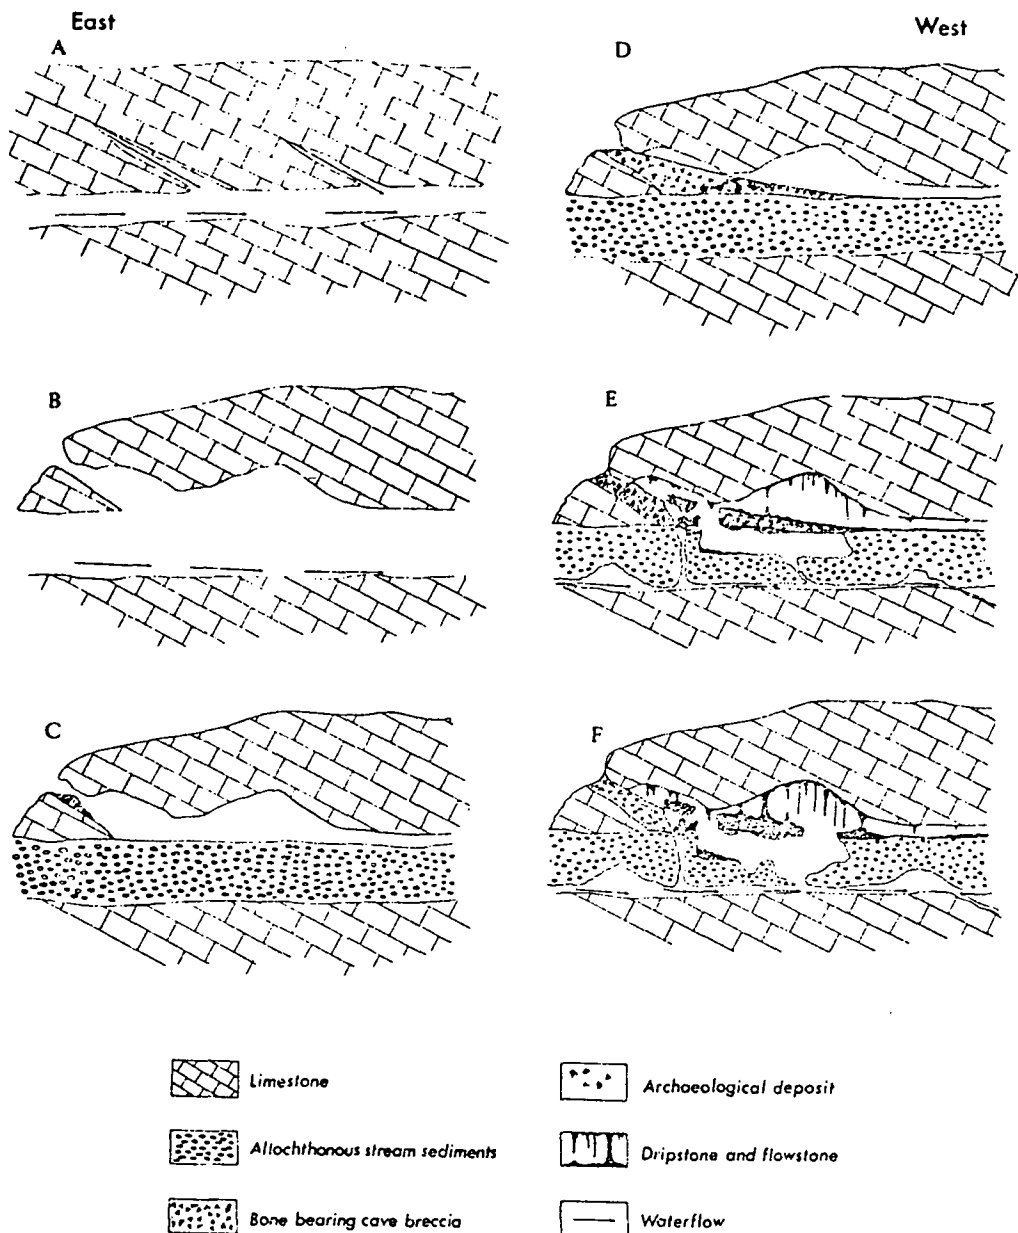 East
West
A
D
B
E
C
F
Limestone
Archaeological deposit
Allochthonous stream sediments
Dripstone and flowstone
Bone bearing cave breccia
Waterflow